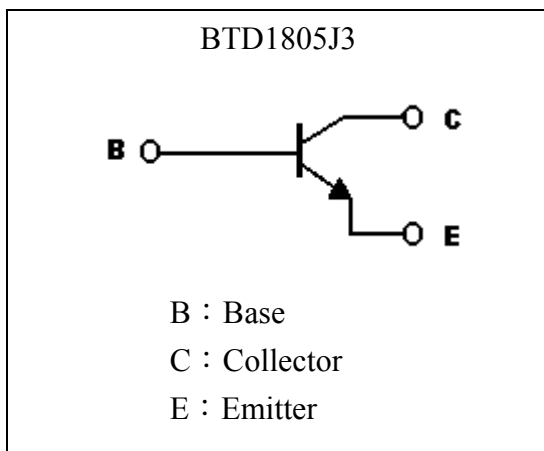 BTD1805J3
C
B
E
B：Base
C：Collector
E：Emitter